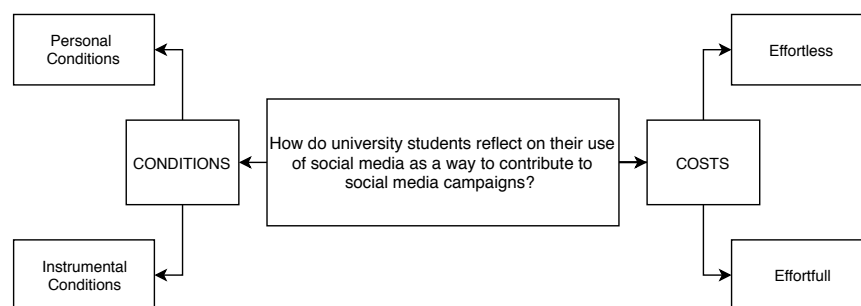 Personal
Conditions
Effortless
CONDITIONS
How do university students reflect on their use
of social media as a way to contribute to
social media campaigns?
COSTS
Instrumental
Conditions
Effortfull